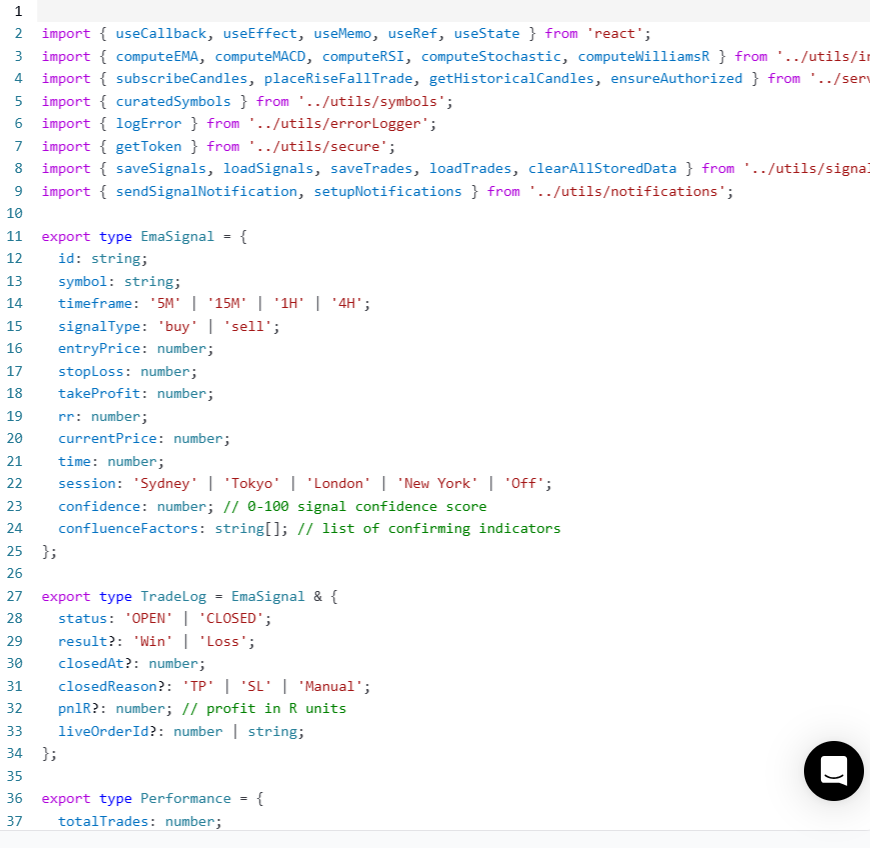 1
2 import { useCallback, useEffect, useMemo, useRef, useState } from 'react';
3 import { computeEMA, computeMACD, computeRSI, computeStochastic, computeWilliamsR } from '../utils/i
4 import { subscribeCandles, placeRiseFallTrade, getHistoricalCandles, ensureAuthorized } from '../serv
5 import { curatedSymbols } from '../utils/symbols';
6 import { logError } from '../utils/errorLogger';
7 import { getToken } from '../utils/secure';
8 import { saveSignals, loadSignals, saveTrades, loadTrades, clearAllStoredData } from '../utils/signal
9 import { sendSignalNotification, setupNotifications } from '../utils/notifications';
10
11 export type EmaSignal = {
12   id: string;
13   symbol: string;
14   timeframe: '5M' | '15M' | '1H' | '4H';
15   signalType: 'buy' | 'sell';
16   entryPrice: number;
17   stopLoss: number;
18   takeProfit: number;
19   rr: number;
20   currentPrice: number;
21   time: number;
22   session: 'Sydney' | 'Tokyo' | 'London' | 'New York' | 'Off';
23   confidence: number; // 0-100 signal confidence score
24   confluenceFactors: string[]; // list of confirming indicators
25 };
26
27 export type TradeLog = EmaSignal & {
28   status: 'OPEN' | 'CLOSED';
29   result?: 'Win' | 'Loss';
30   closedAt?: number;
31   closedReason?: 'TP' | 'SL' | 'Manual';
32   pnlR?: number; // profit in R units
33   liveOrderId?: number | string;
34 };
35
36 export type Performance = {
37   totalTrades: number;